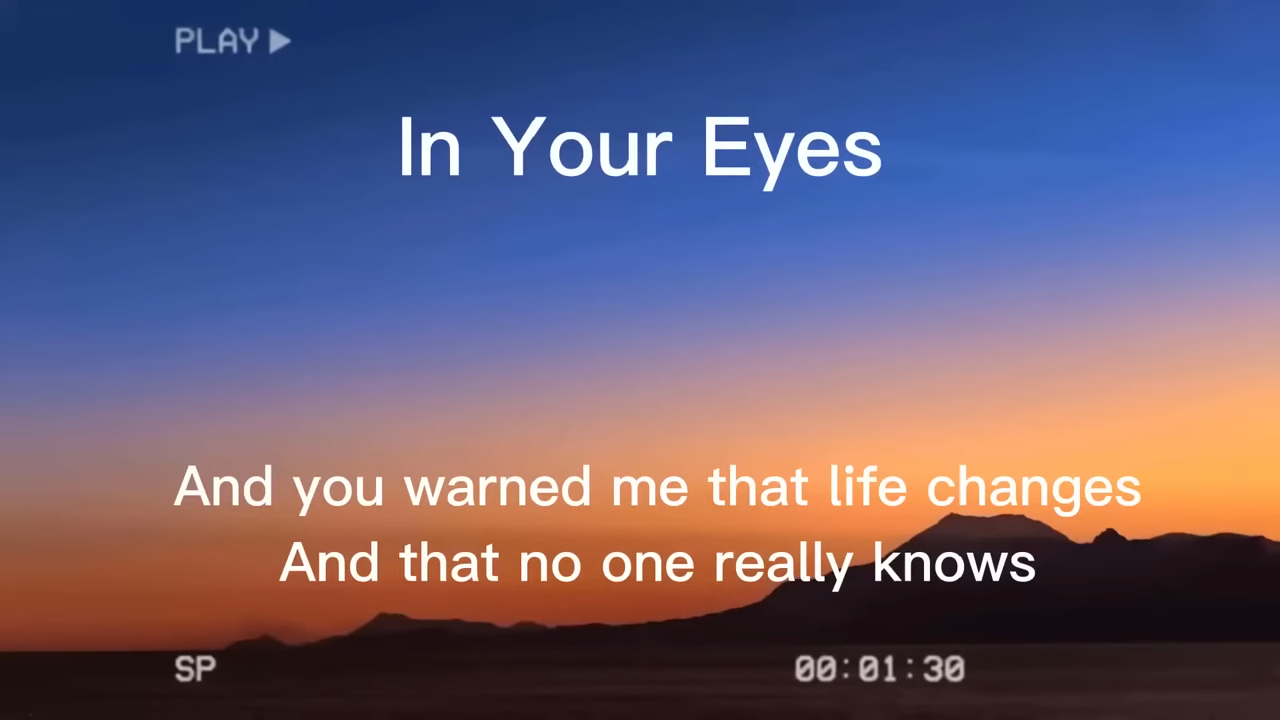 PLAY ▶
In Your Eyes
And you warned me that life changes
And that no one really knows
SP
00:01:30